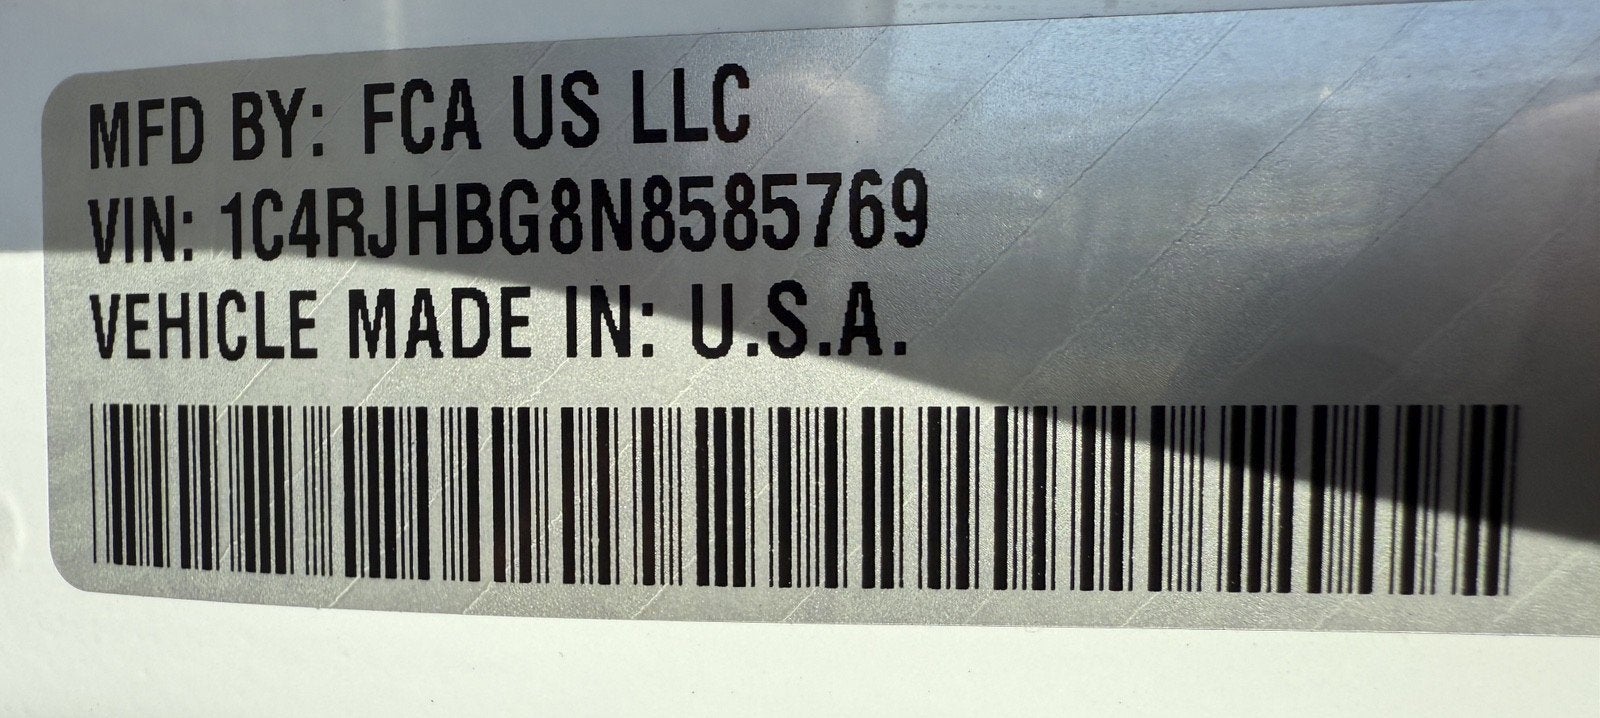 MFD BY: FCA US LLC
VIN: 1C4RJHBG8N8585769
VEHICLE MADE IN: U.S.A.